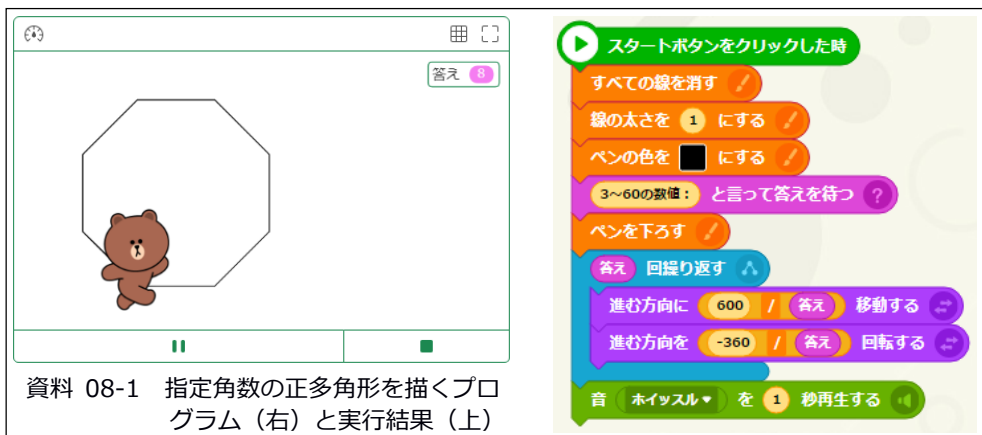 答え 8
資料 08-1 指定角数の正多角形を描くプロ
グラム（右）と実行結果（上）
スタートボタンをクリックした時
すべての線を消す
線の太さを 1 にする
ペンの色を にする
3~60の数値： と言って答えを待つ ?
ペンを下ろす
答え 回繰り返す
進む方向に 600 / 答え 移動する
進む方向を -360 / 答え 回転する
音 ホイッスル▼ を 1 秒再生する